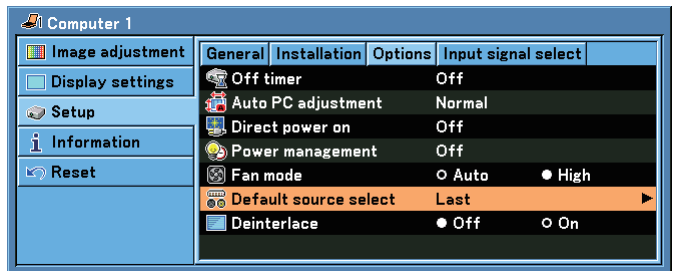 Computer 1
Image adjustment
Display settings
Setup
Information
Reset
General Installation Options Input signal select
Off timer Off
Auto PC adjustment Normal
Direct power on Off
Power management Off
Fan mode Auto High
Default source select Last
Deinterlace Off On